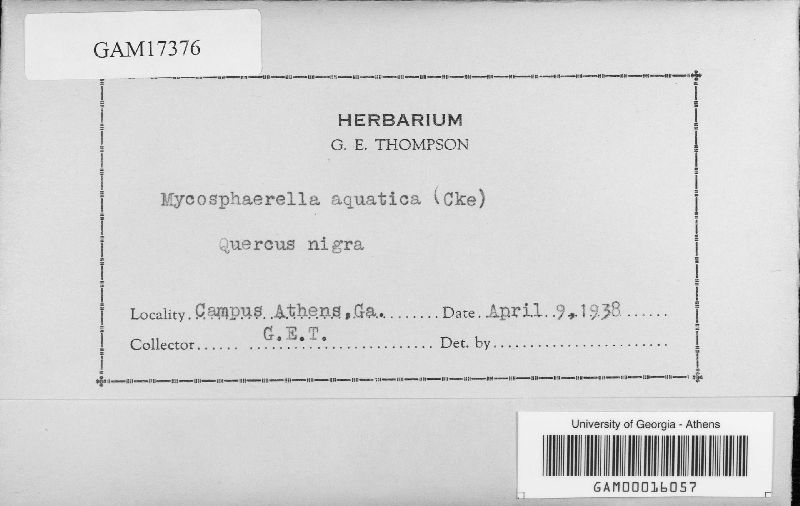 GAM17376
HERBARIUM
G. E. THOMPSON
Mycosphaerella aquatica (Cke)
Quercus nigra
Locality. Campus Athens, Ga. ........ Date. April 9, 1938 ......
Collector...... G.E.T. ........ Det. by........................
University of Georgia - Athens
GAM00016057